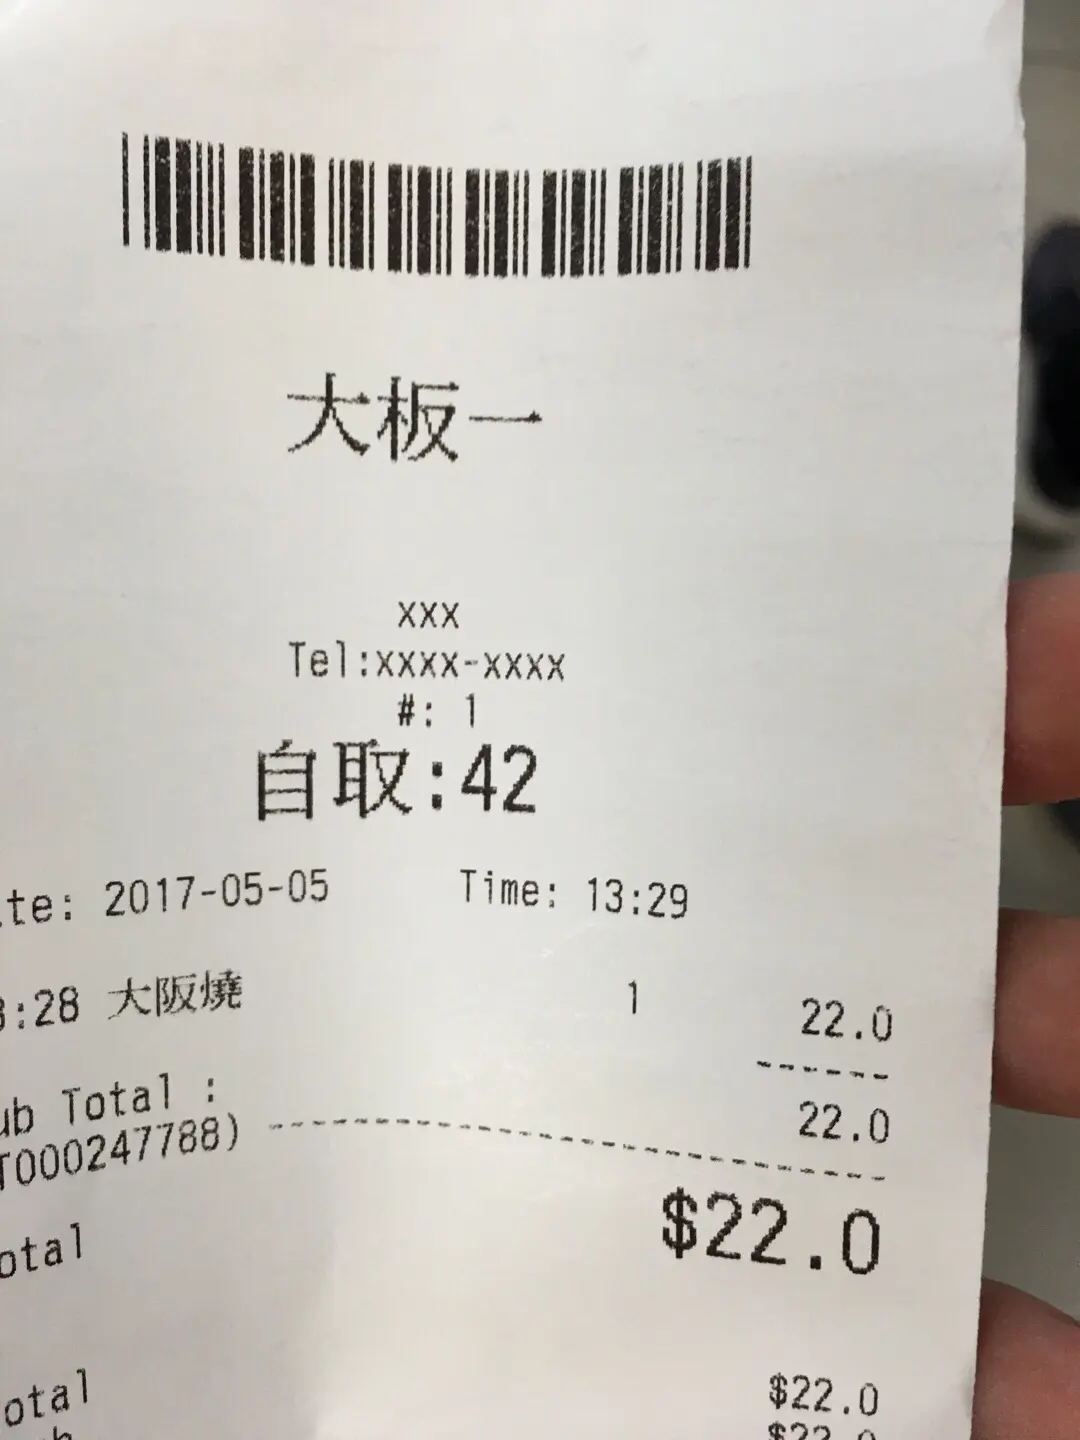 大板一
xxx
Tel:xxxx-xxxx
#: 1
自取:42
te: 2017-05-05 Time: 13:29
:28 大阪燒 1 22.0
ub Total : 22.0
T000247788)
otal $22.0
otal $22.0